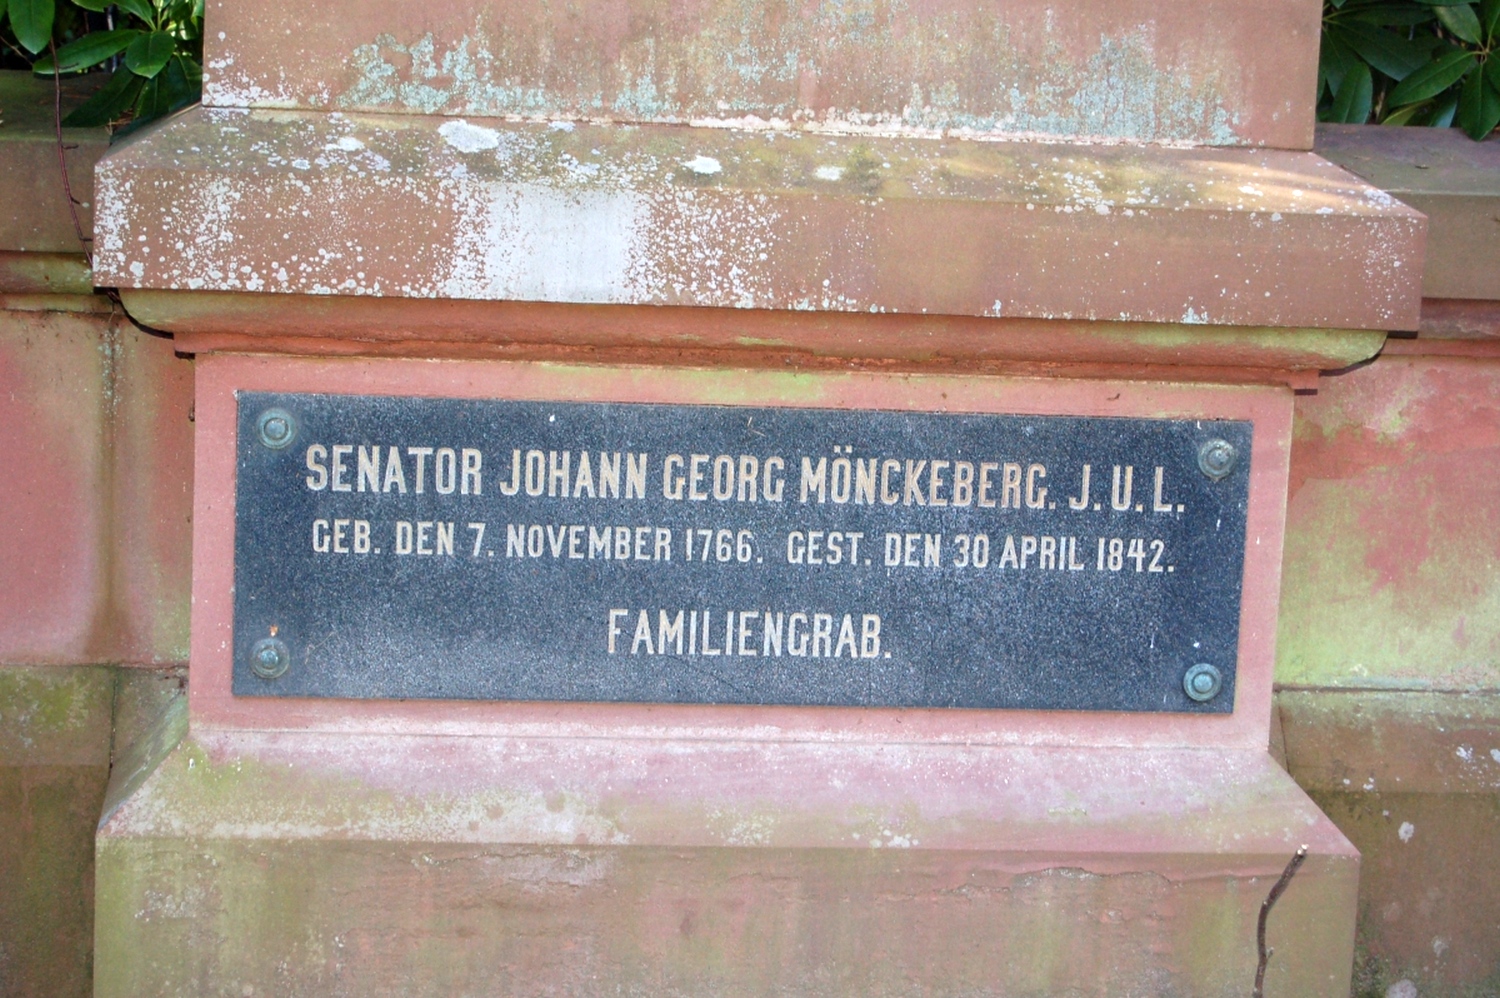 SENATOR JOHANN GEORG MÖNCKEBERG. J.U.L.
GEB. DEN 7. NOVEMBER 1766. GEST. DEN 30 APRIL 1842.
FAMILIENGRAB.